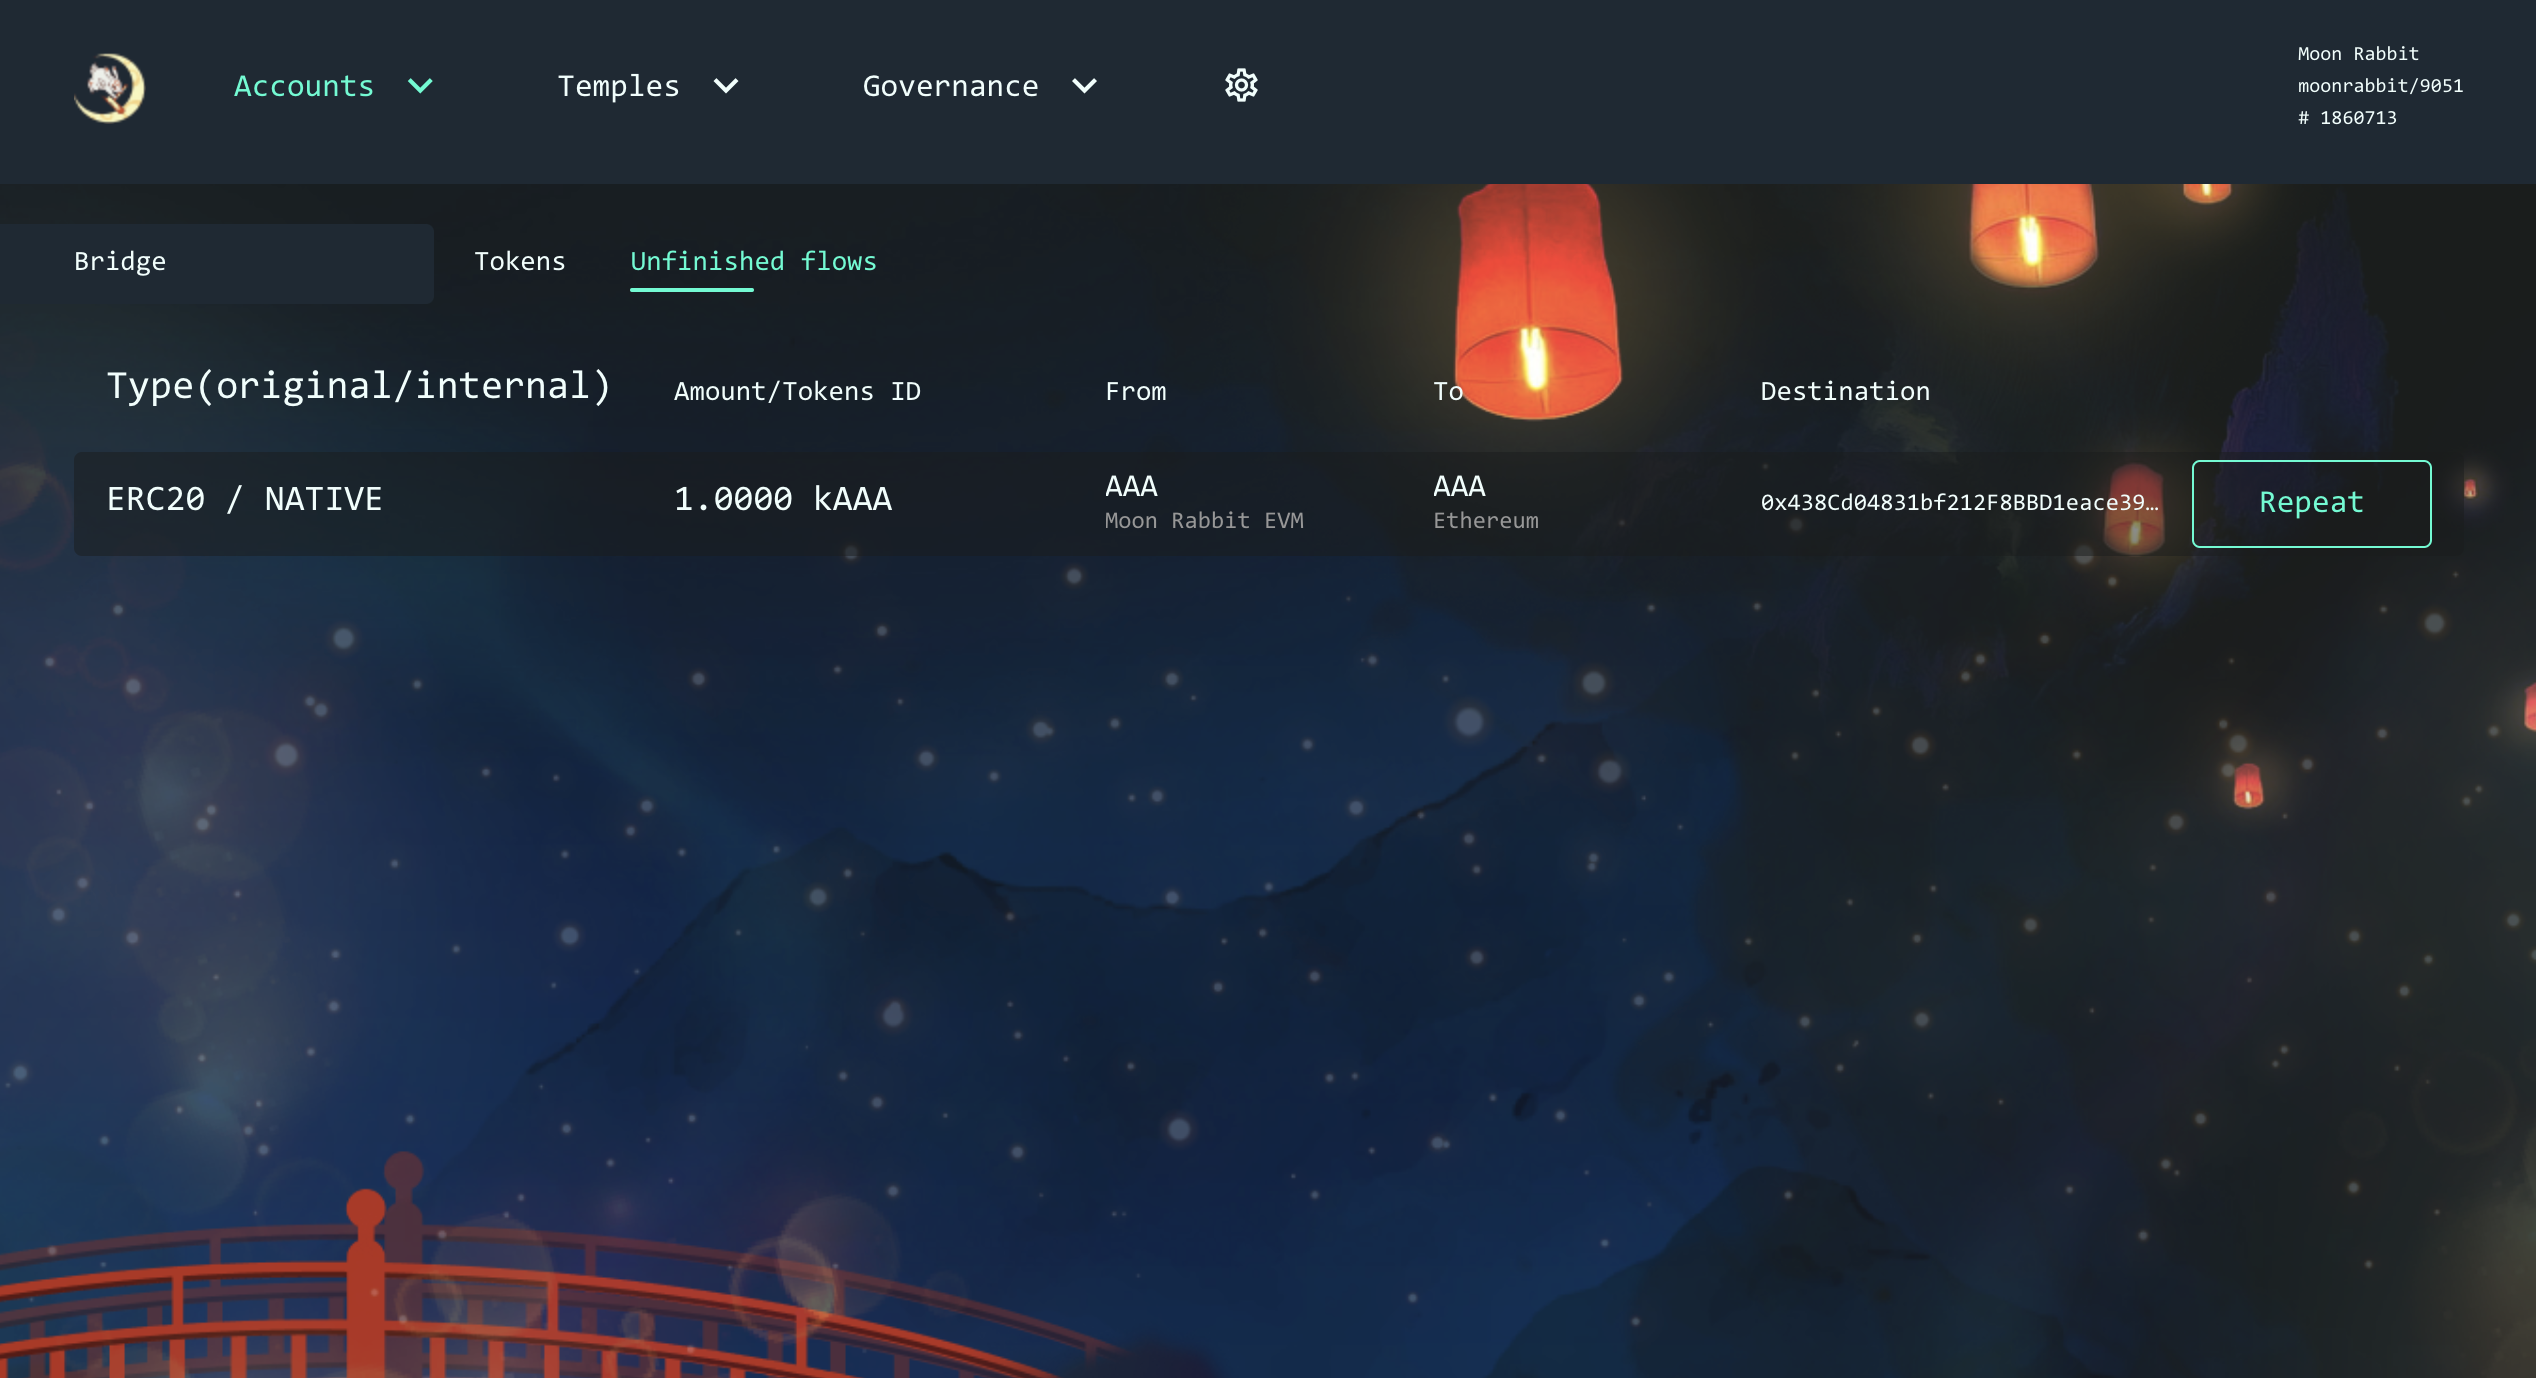 Accounts Temples Governance
Moon Rabbit
moonrabbit/9051
# 1860713
Bridge Tokens Unfinished flows
Type(original/internal) Amount/Tokens ID From To Destination
ERC20 / NATIVE 1.0000 kAAA AAA AAA 0x438Cd04831bf212F8BBD1eace39… Repeat
Moon Rabbit EVM Ethereum